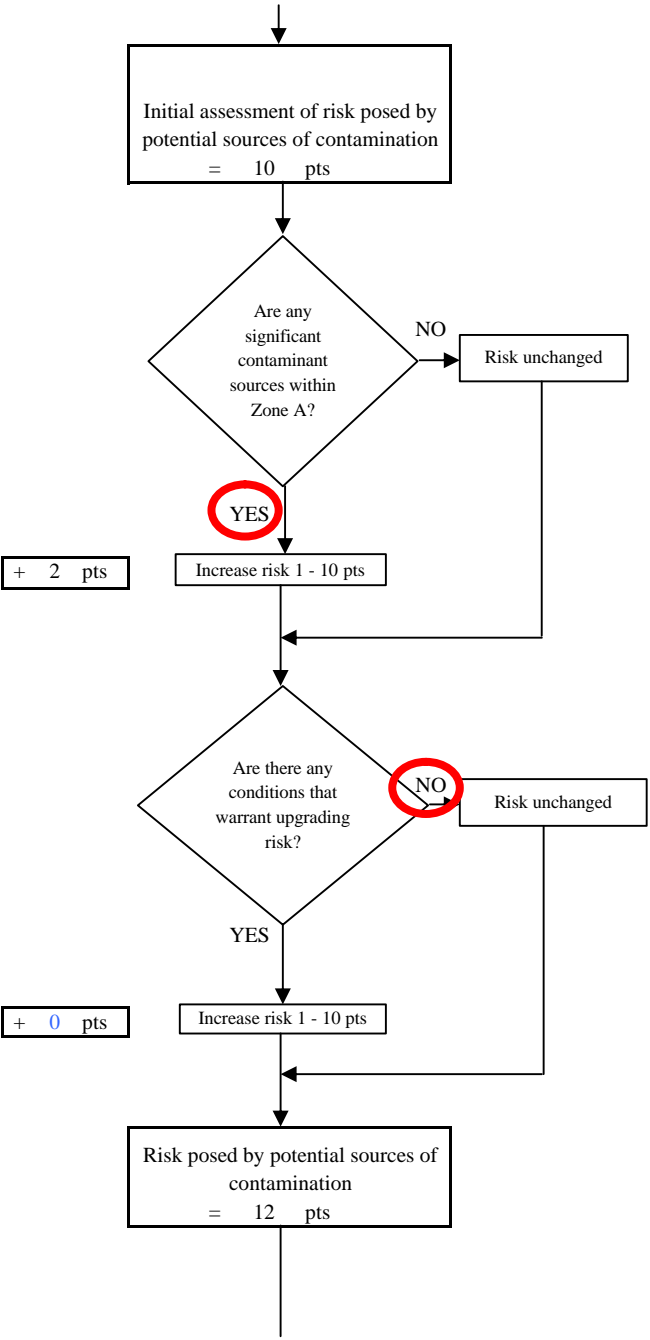 Initial assessment of risk posed by
potential sources of contamination
= 10 pts
Are any
significant
contaminant
sources within
Zone A?
NO
Risk unchanged
YES
+ 2 pts
Increase risk 1 - 10 pts
Are there any
conditions that
warrant upgrading
risk?
NO
Risk unchanged
YES
+ 0 pts
Increase risk 1 - 10 pts
Risk posed by potential sources of
contamination
= 12 pts